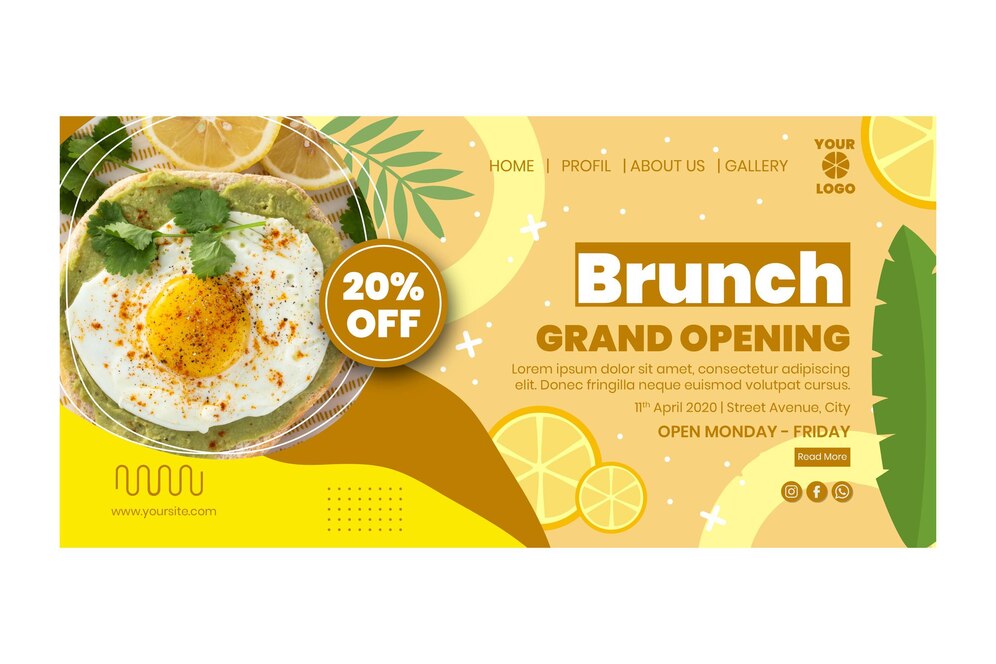 HOME | PROFIL | ABOUT US | GALLERY
YOUR
LOGO
20%
OFF
Brunch
GRAND OPENING
Lorem ipsum dolor sit amet, consectetur adipiscing
elit. Donec fringilla neque euismod volutpat cursus.
11th April 2020 | Street Avenue, City
OPEN MONDAY - FRIDAY
Read More
www.yoursite.com